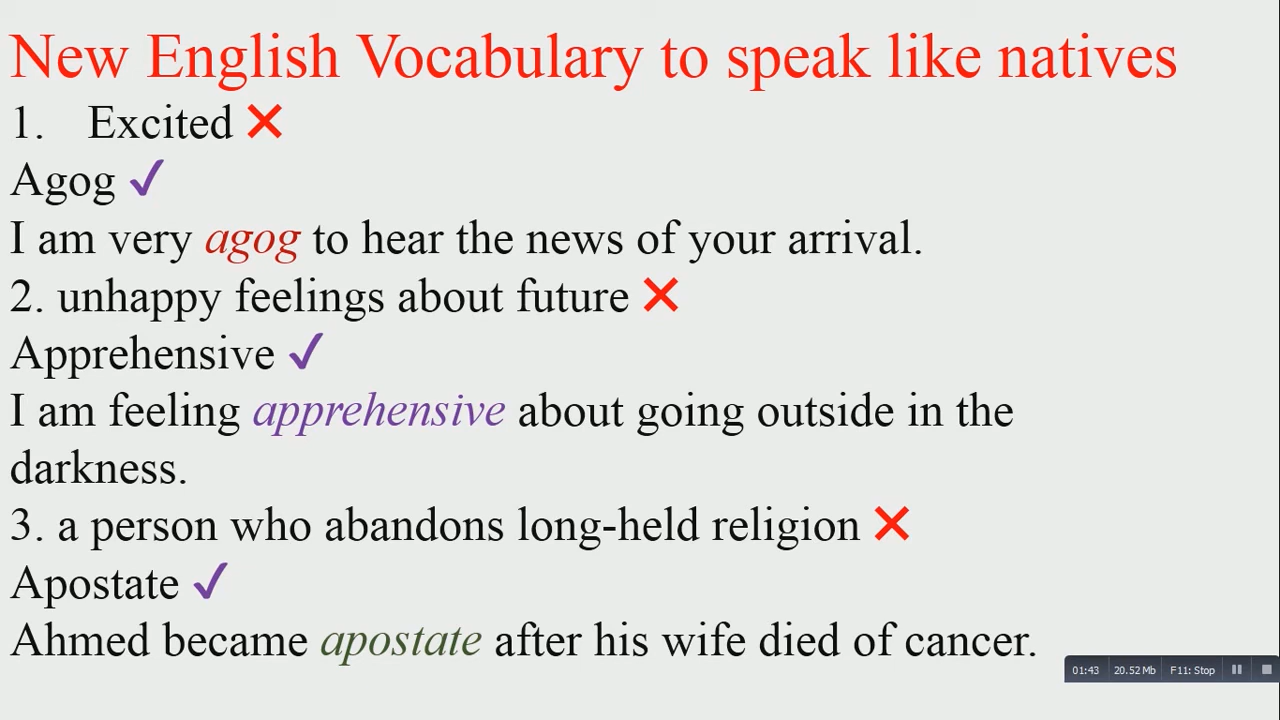 New English Vocabulary to speak like natives
1. Excited ❌
Agog ✓
I am very agog to hear the news of your arrival.
2. unhappy feelings about future ❌
Apprehensive ✓
I am feeling apprehensive about going outside in the
darkness.
3. a person who abandons long-held religion ❌
Apostate ✓
Ahmed became apostate after his wife died of cancer.
01:43 20.52 Mb F11: Stop